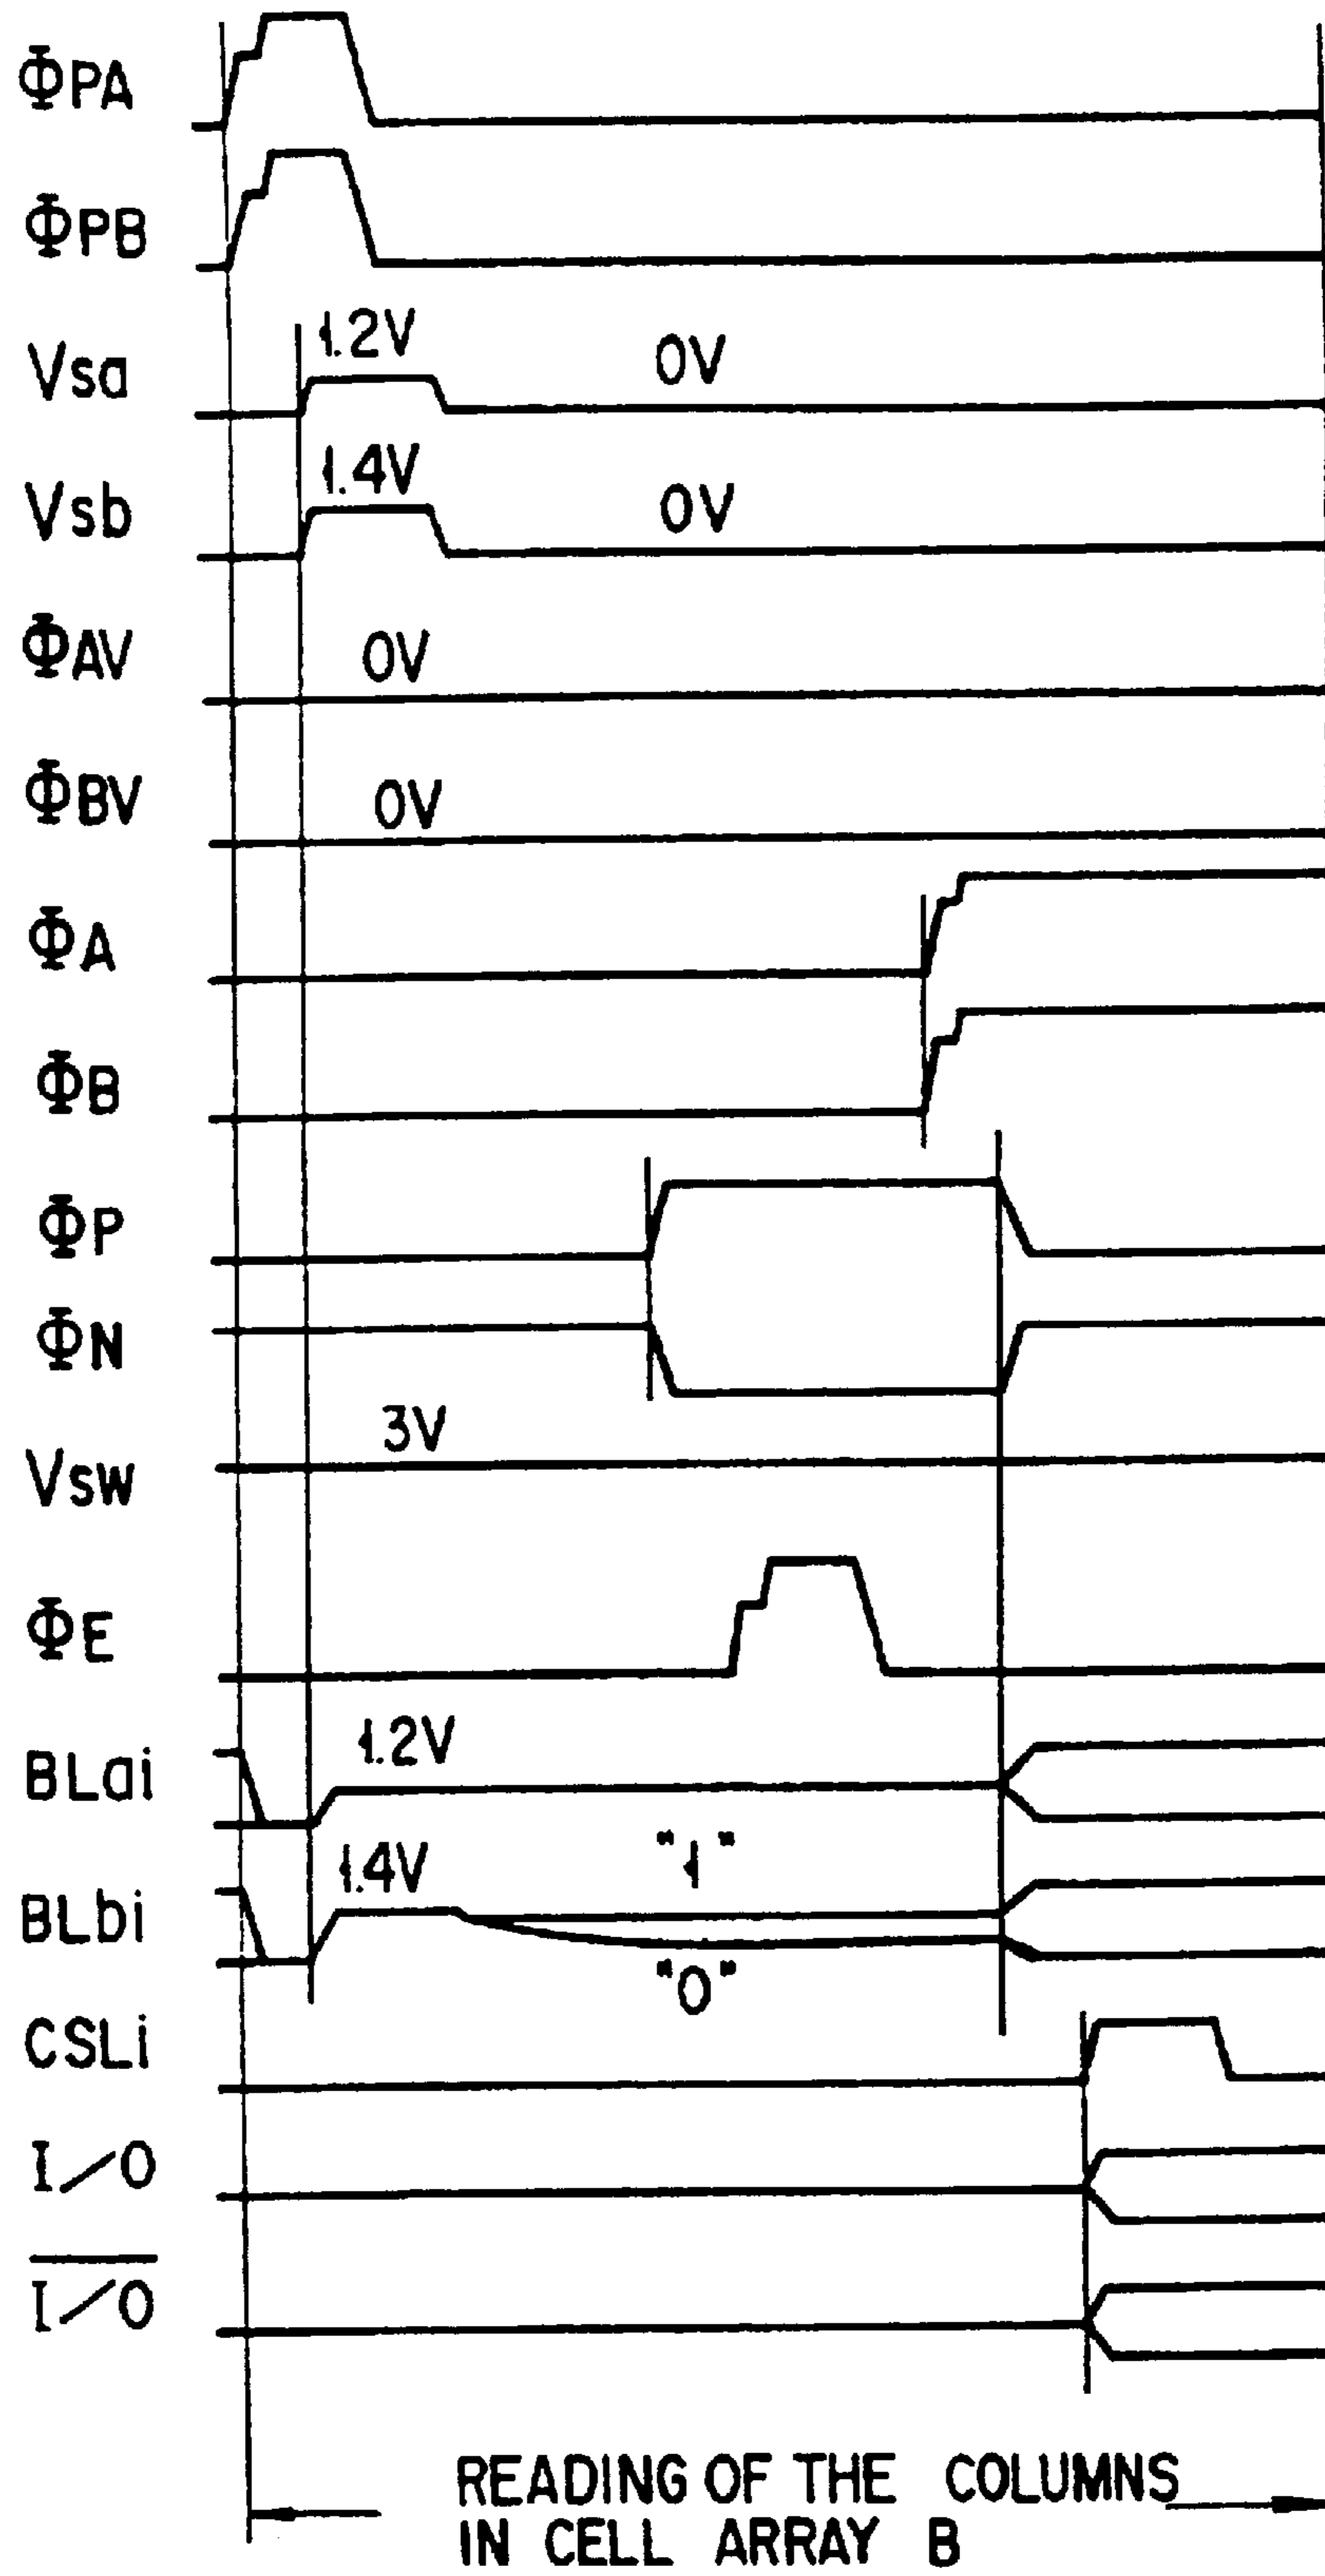 ΦPA
ΦPB
Vsa 1.2V 0V
Vsb 1.4V 0V
ΦAV 0V
ΦBV 0V
ΦA
ΦB
ΦP
ΦN
Vsw 3V
ΦE
BLai 1.2V
BLbi 1.4V "1"
"0"
CSLi
I/O
I/O
READING OF THE COLUMNS
IN CELL ARRAY B